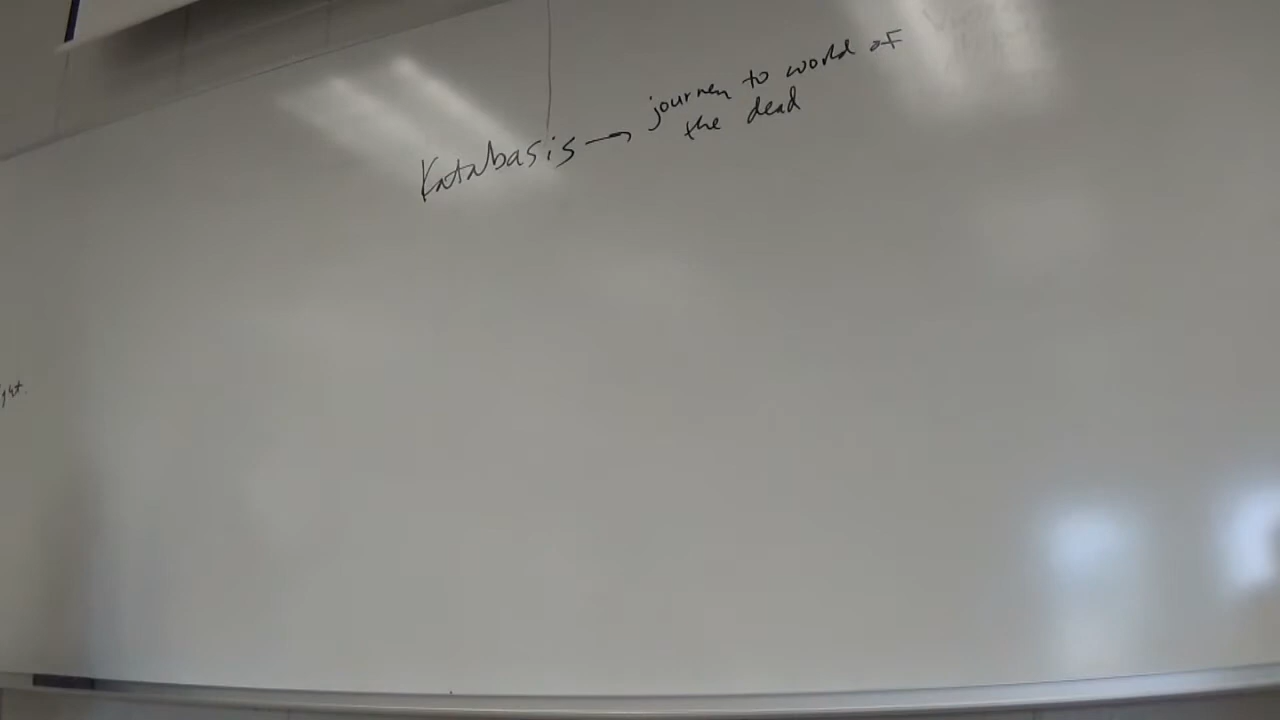 Katabasis → journey to world of
the dead